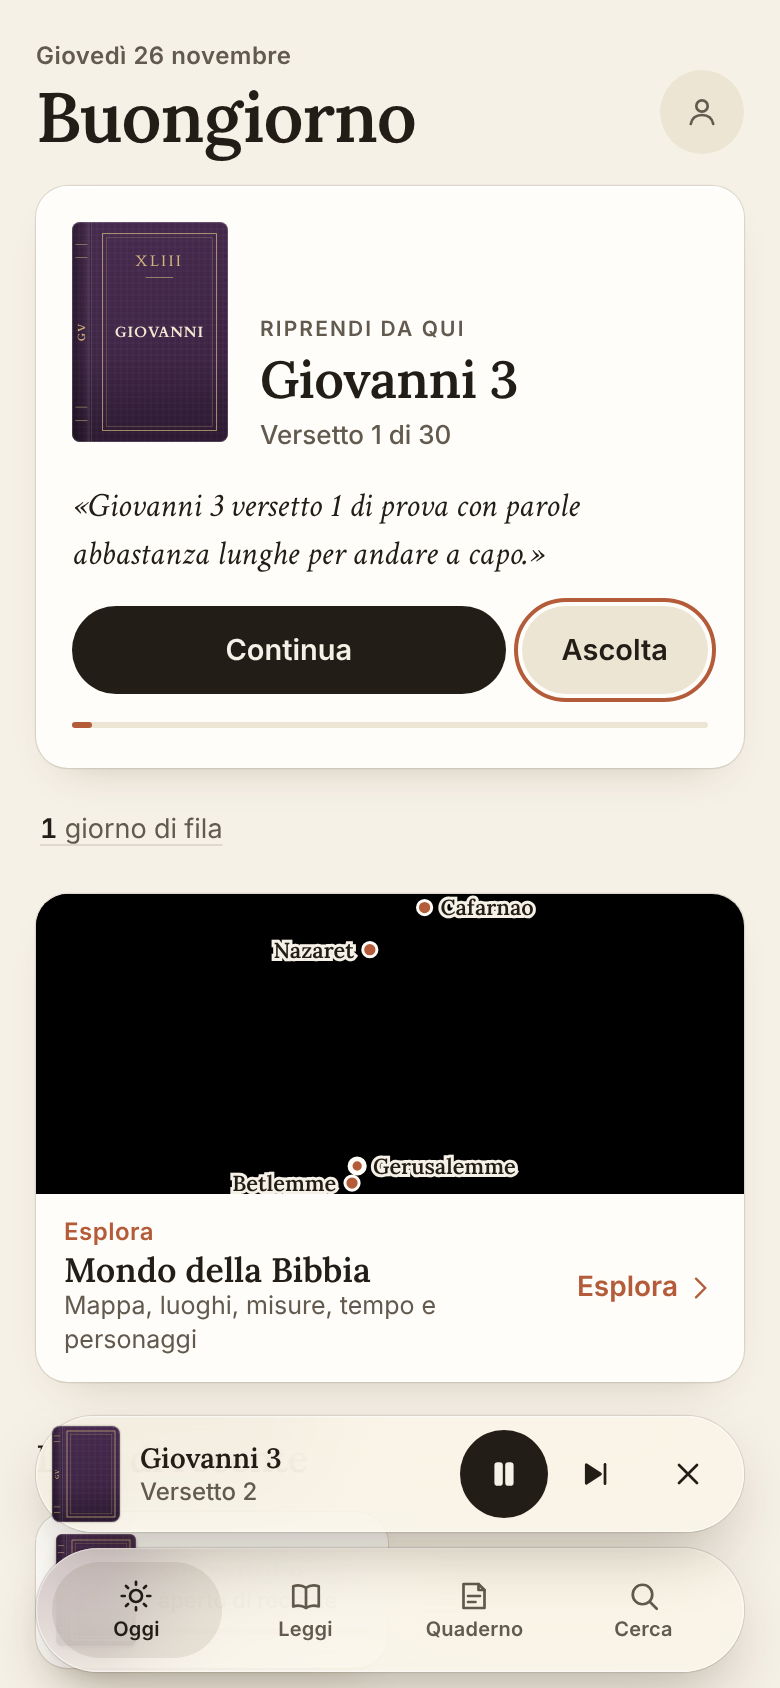 Giovedì 26 novembre
Buongiorno
XLIII
GIOVANNI
GV
RIPRENDI DA QUI
Giovanni 3
Versetto 1 di 30
«Giovanni 3 versetto 1 di prova con parole
abbastanza lunghe per andare a capo.»
Continua
Ascolta
1 giorno di fila
Cafarnao
Nazaret
Gerusalemme
Betlemme
Esplora
Mondo della Bibbia
Mappa, luoghi, misure, tempo e
personaggi
Esplora
GV
Giovanni 3
Versetto 2
Oggi
Leggi
Quaderno
Cerca